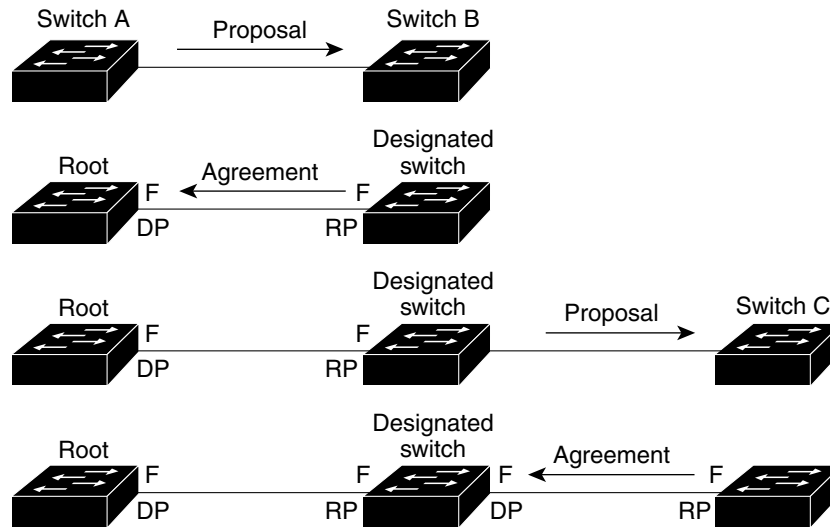 Switch A
Proposal
Switch B
Root
Agreement
Designated
switch
F
F
DP
RP
Root
Designated
switch
Proposal
Switch C
F
F
DP
RP
Root
Designated
switch
Agreement
F
F
F
F
DP
RP
DP
RP